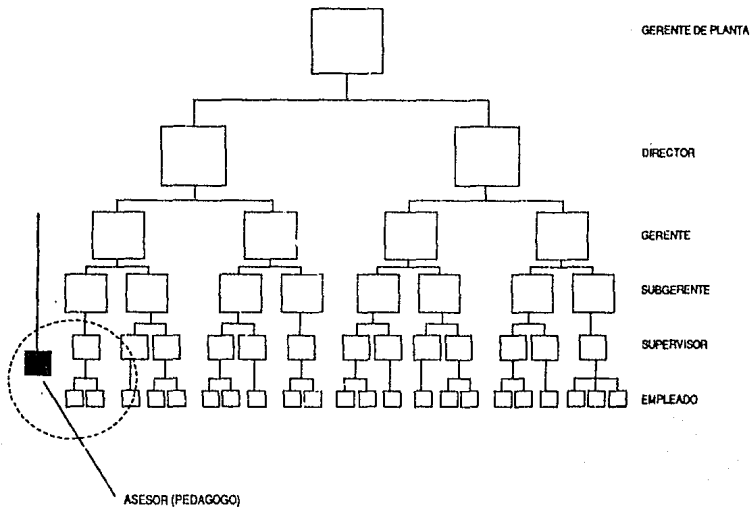 GERENTE DE PLANTA
DIRECTOR
GERENTE
SUBGERENTE
SUPERVISOR
EMPLEADO
ASESOR (PEDAGOGO)